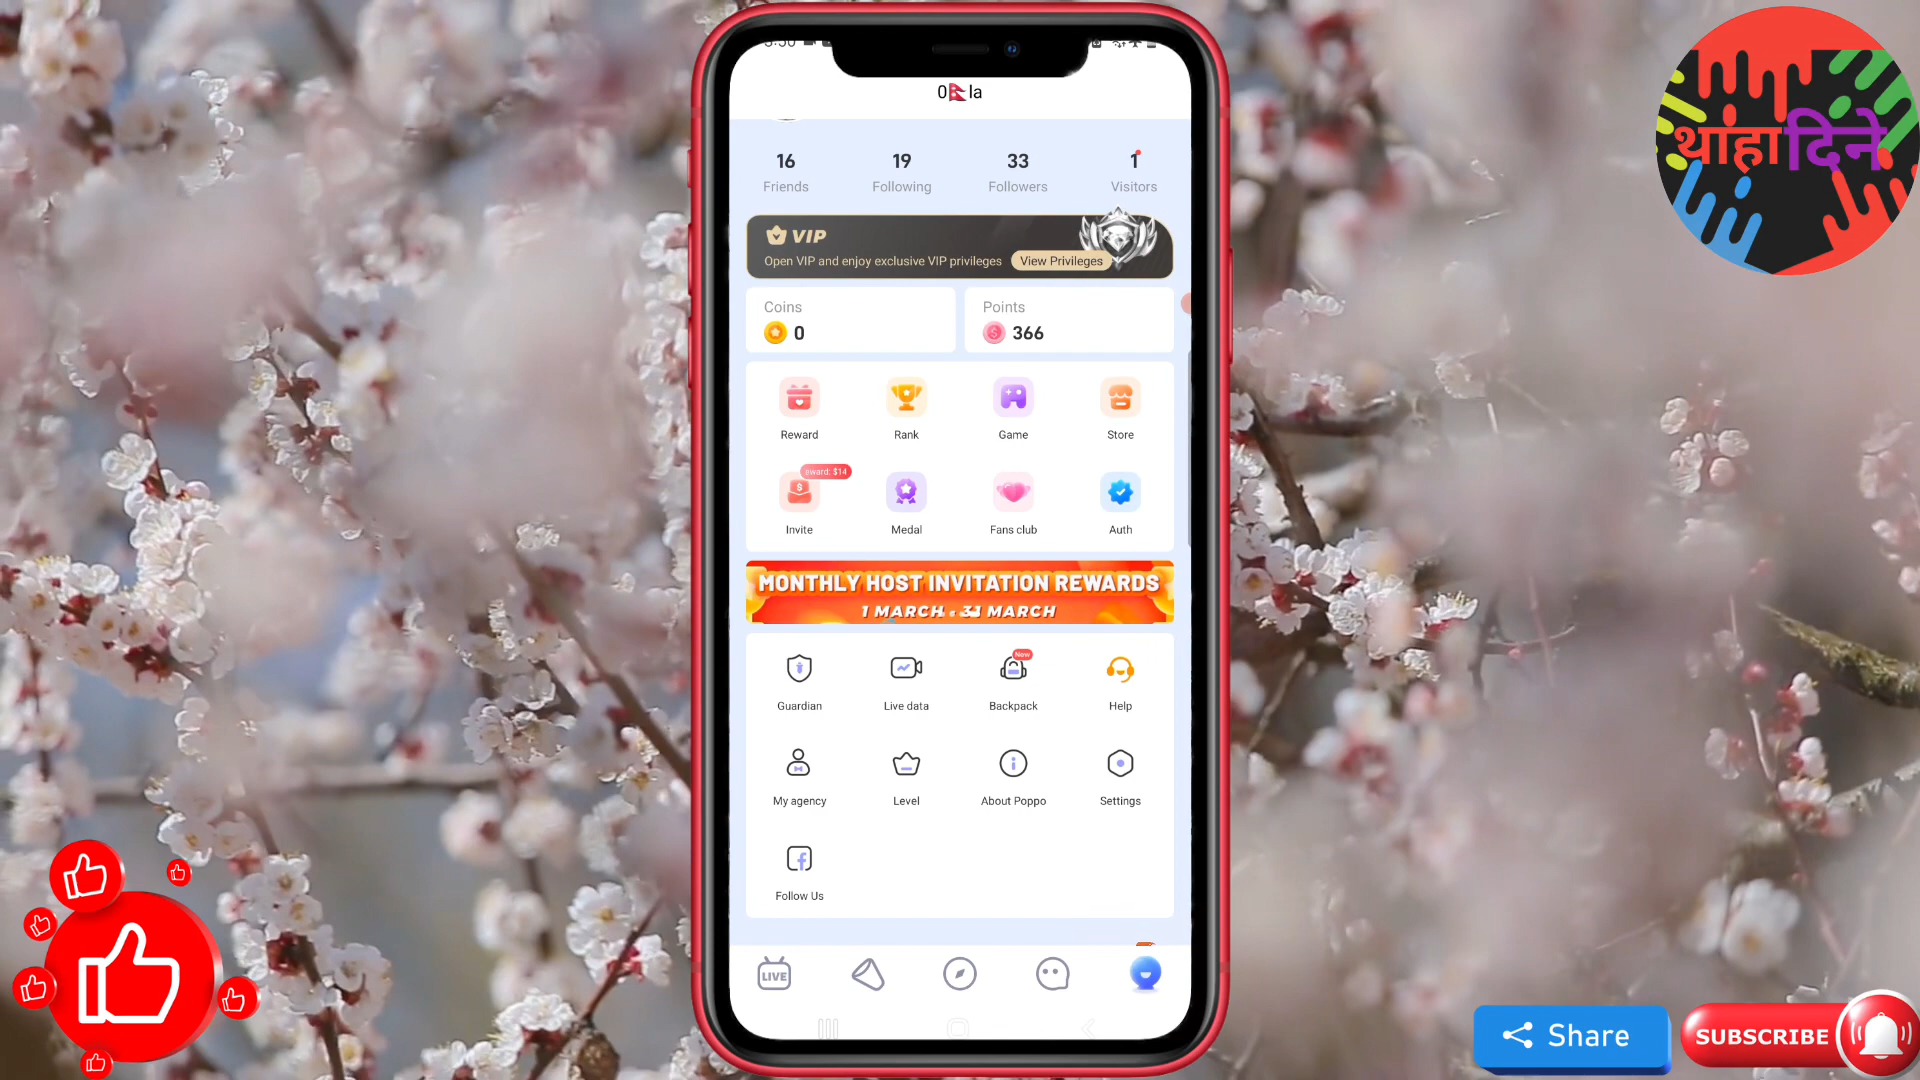 0🇳🇵la
16 19 33 1
Friends Following Followers Visitors
VIP
Open VIP and enjoy exclusive VIP privileges View Privileges
Coins Points
0 366
Reward Rank Game Store
eward: $14
Invite Medal Fans club Auth
MONTHLY HOST INVITATION REWARDS
1 MARCH - 31 MARCH
New
Guardian Live data Backpack Help
My agency Level About Poppo Settings
Follow Us
LIVE
थाहा दिने
Share
SUBSCRIBE